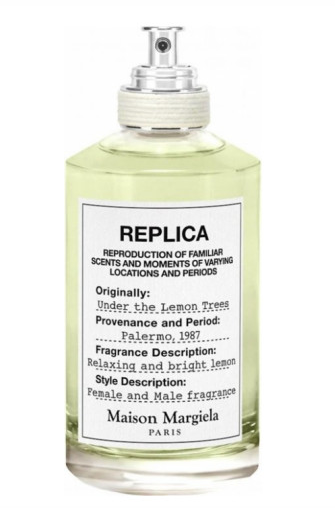 REPLICA
REPRODUCTION OF FAMILIAR
SCENTS AND MOMENTS OF VARYING
LOCATIONS AND PERIODS
Originally:
Under the Lemon Trees
Provenance and Period:
Palermo, 1987
Fragrance Description:
Relaxing and bright lemon
Style Description:
Female and Male fragrance
Maison Margiela
PARIS